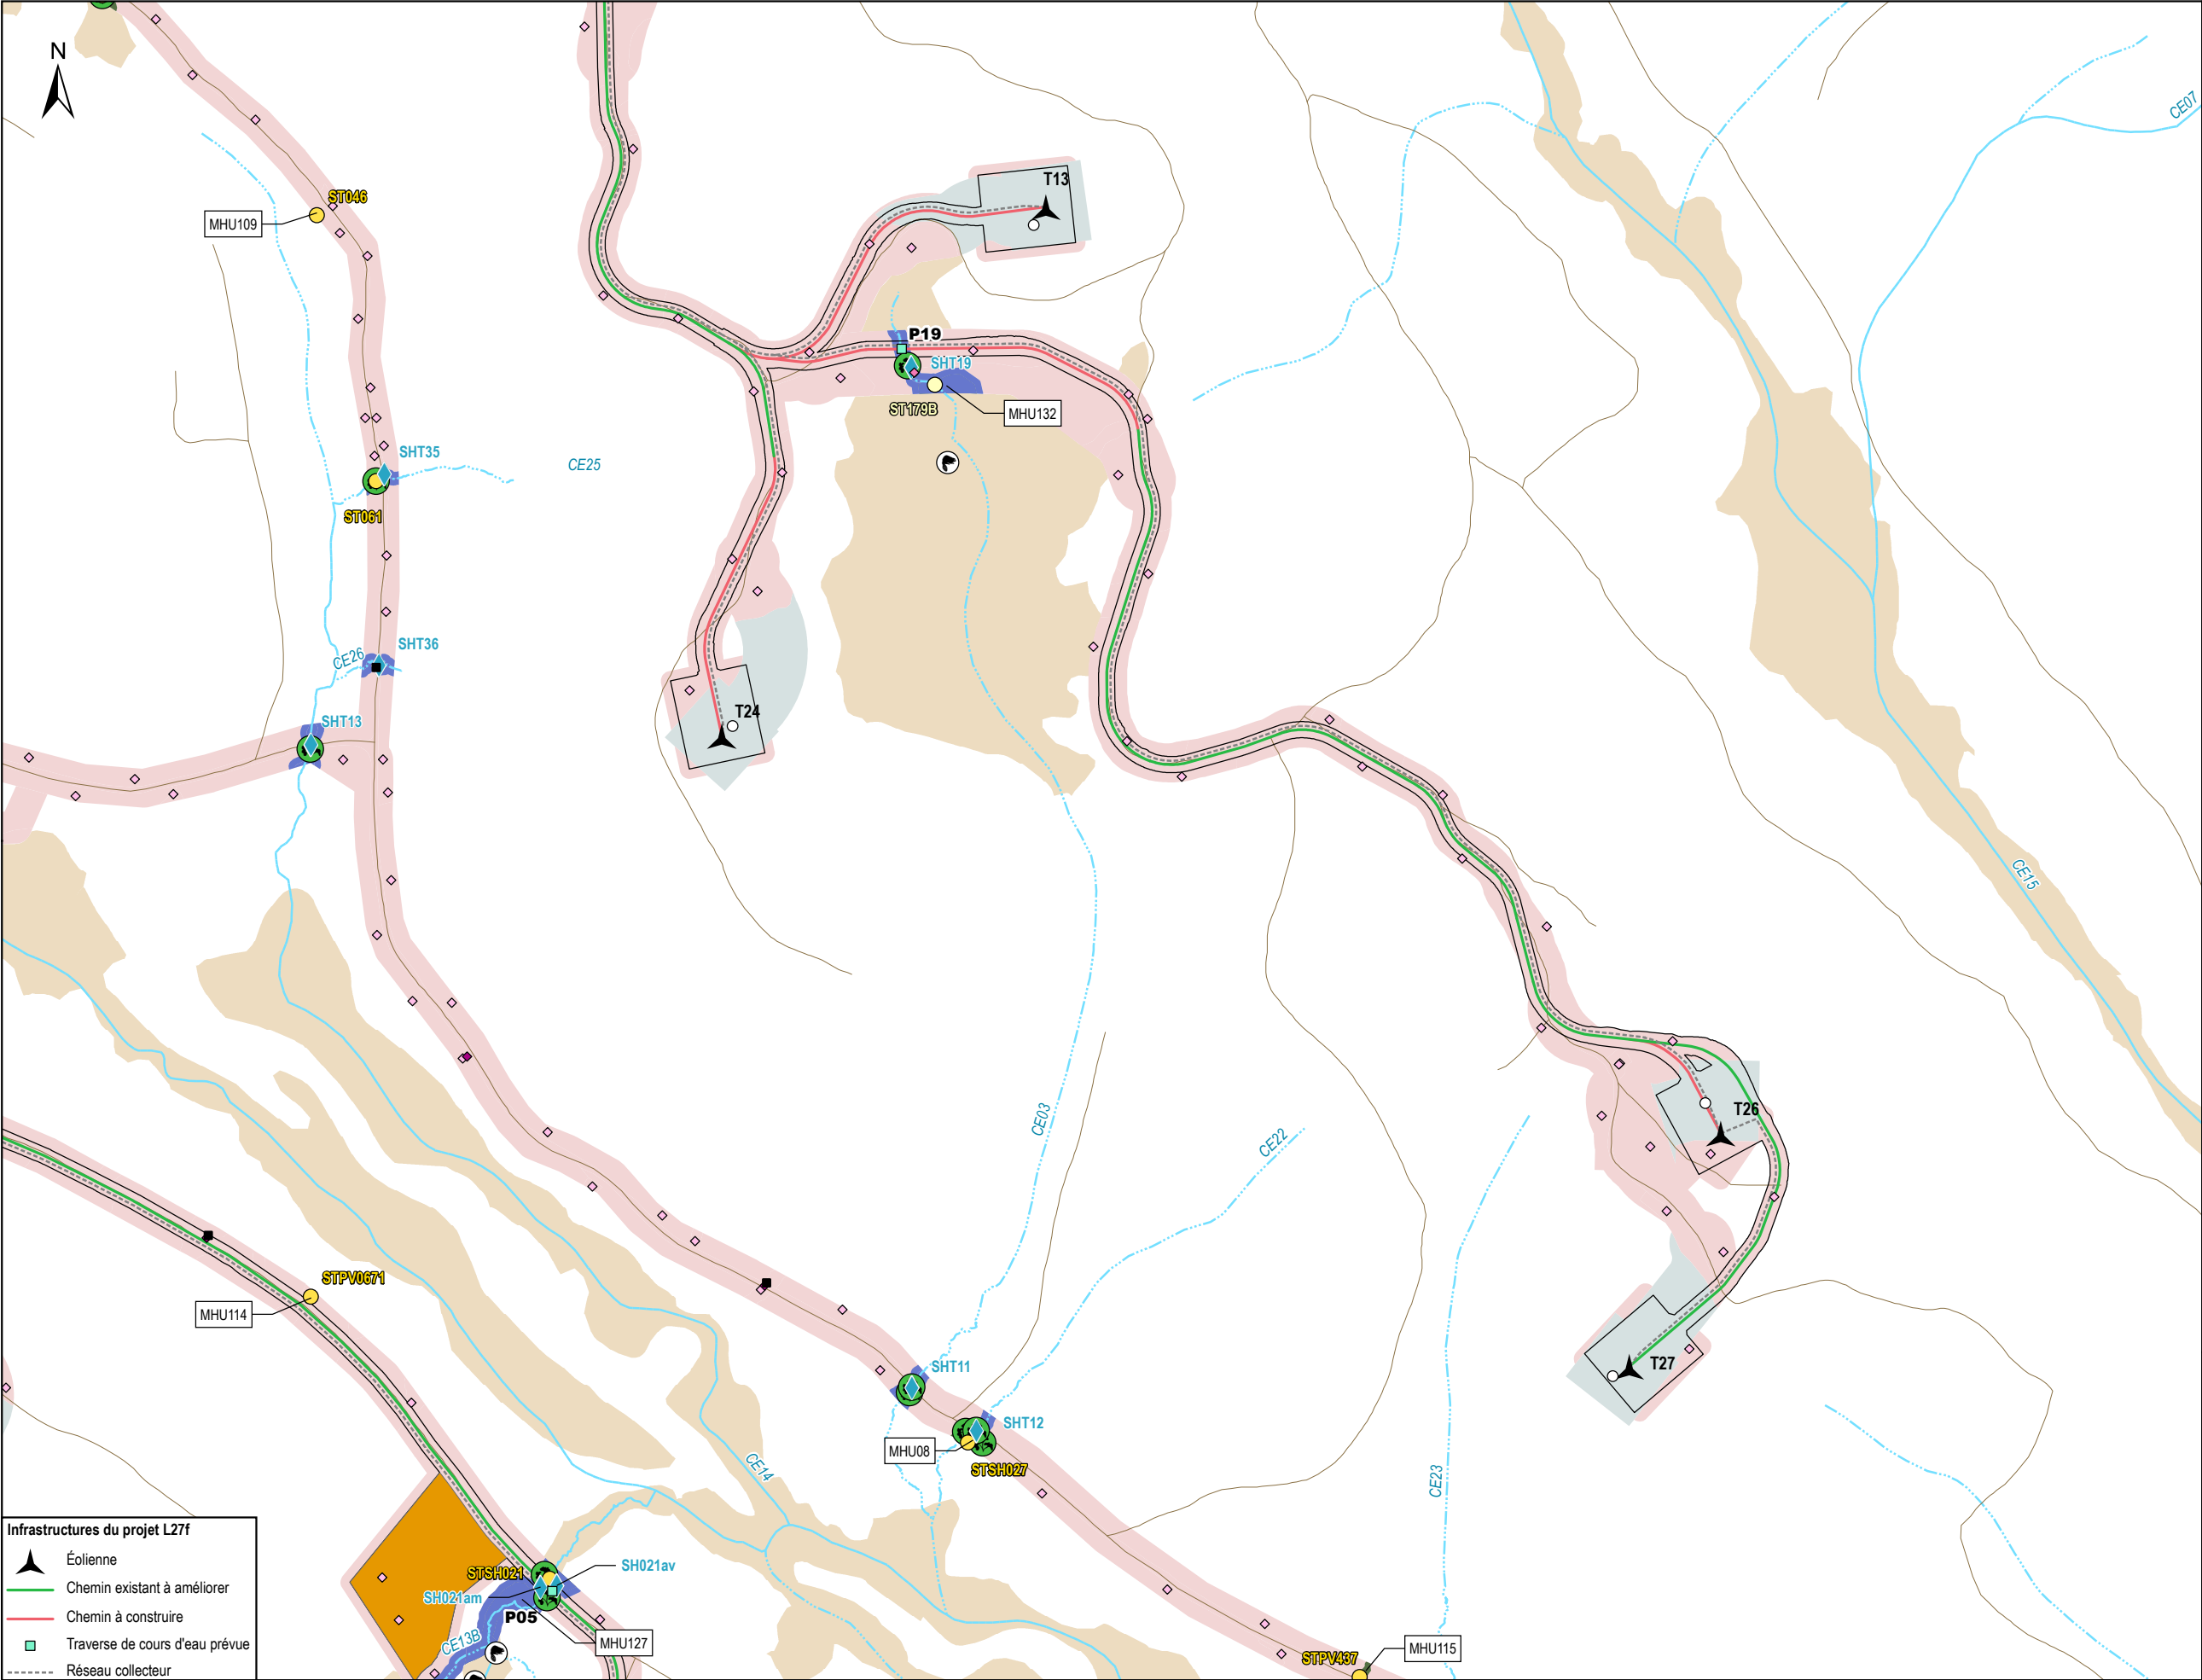 N
CE07
T13
ST046
MHU109
P19
SHT19
ST179B
MHU132
SHT35
CE25
ST061
SHT36
CE26
SHT13
T24
CE15
CE03
CE22
T26
STPV0671
MHU114
T27
SHT11
SHT12
MHU08
STSH027
CE14
CE23
STSH021
SH021av
SH021am
P05
CE13B
MHU127
MHU115
STPV437
Infrastructures du projet L27f
Éolienne
Chemin existant à améliorer
Chemin à construire
Traverse de cours d'eau prévue
Réseau collecteur